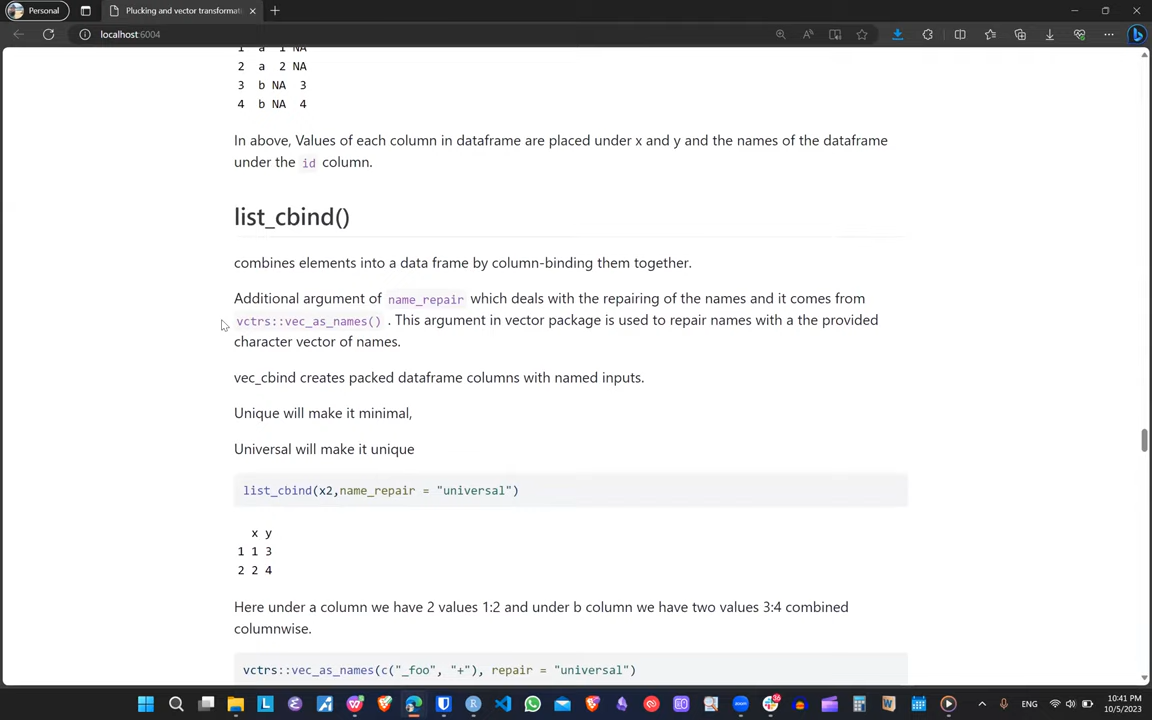 Personal
Plucking and vector transformati
localhost:6004
1 a 1 NA
2 a 2 NA
3 b NA 3
4 b NA 4
In above, Values of each column in dataframe are placed under x and y and the names of the dataframe
under the id column.
list_cbind()
combines elements into a data frame by column-binding them together.
Additional argument of name_repair which deals with the repairing of the names and it comes from
vctrs::vec_as_names() . This argument in vector package is used to repair names with a the provided
character vector of names.
vec_cbind creates packed dataframe columns with named inputs.
Unique will make it minimal,
Universal will make it unique
list_cbind(x2,name_repair = "universal")
x y
1 1 3
2 2 4
Here under a column we have 2 values 1:2 and under b column we have two values 3:4 combined
columnwise.
vctrs::vec_as_names(c("_foo", "+"), repair = "universal")
ENG
10:41 PM
10/5/2023